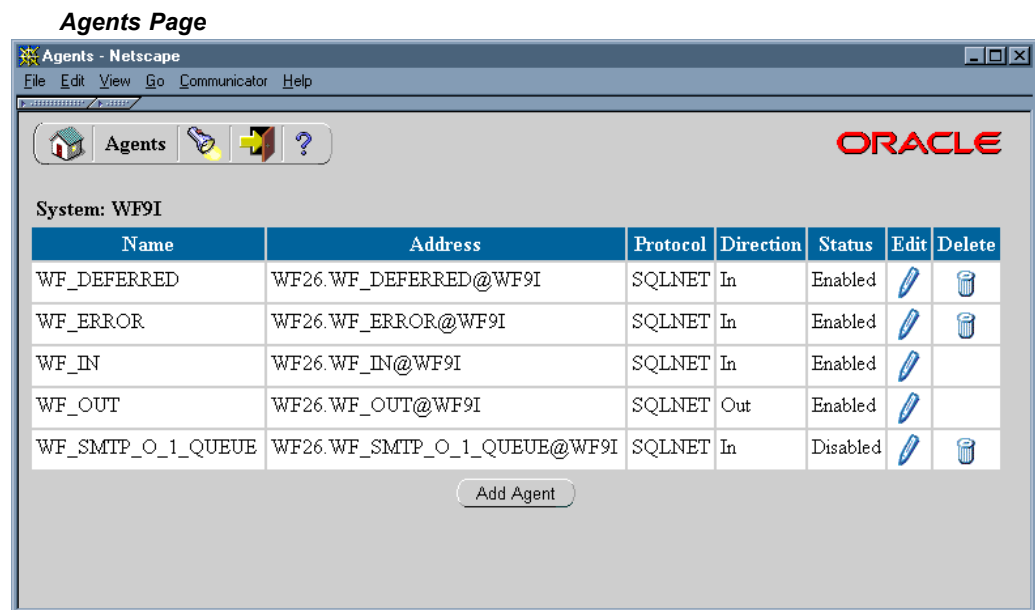 Agents Page
Agents - Netscape
File Edit View Go Communicator Help
Agents ?
ORACLE
System: WF9I
Name Address Protocol Direction Status Edit Delete
WF_DEFERRED WF26.WF_DEFERRED@WF9I SQLNET In Enabled
WF_ERROR WF26.WF_ERROR@WF9I SQLNET In Enabled
WF_IN WF26.WF_IN@WF9I SQLNET In Enabled
WF_OUT WF26.WF_OUT@WF9I SQLNET Out Enabled
WF_SMTP_O_1_QUEUE WF26.WF_SMTP_O_1_QUEUE@WF9I SQLNET In Disabled
Add Agent